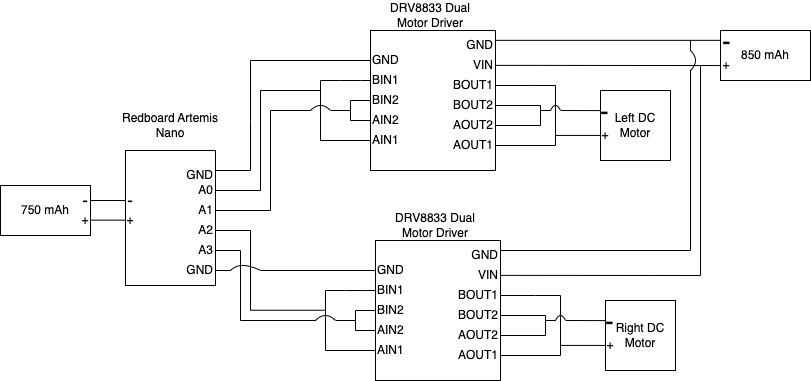 DRV8833 Dual
Motor Driver
GND
VIN
BOUT1
BOUT2
AOUT2
AOUT1
GND
BIN1
BIN2
AIN2
AIN1
-
+
850 mAh
-
+
Left DC
Motor
Redboard Artemis
Nano
750 mAh
-
+
-
+
GND
A0
A1
A2
A3
GND
DRV8833 Dual
Motor Driver
GND
BIN1
BIN2
AIN2
AIN1
GND
VIN
BOUT1
BOUT2
AOUT2
AOUT1
-
+
Right DC
Motor